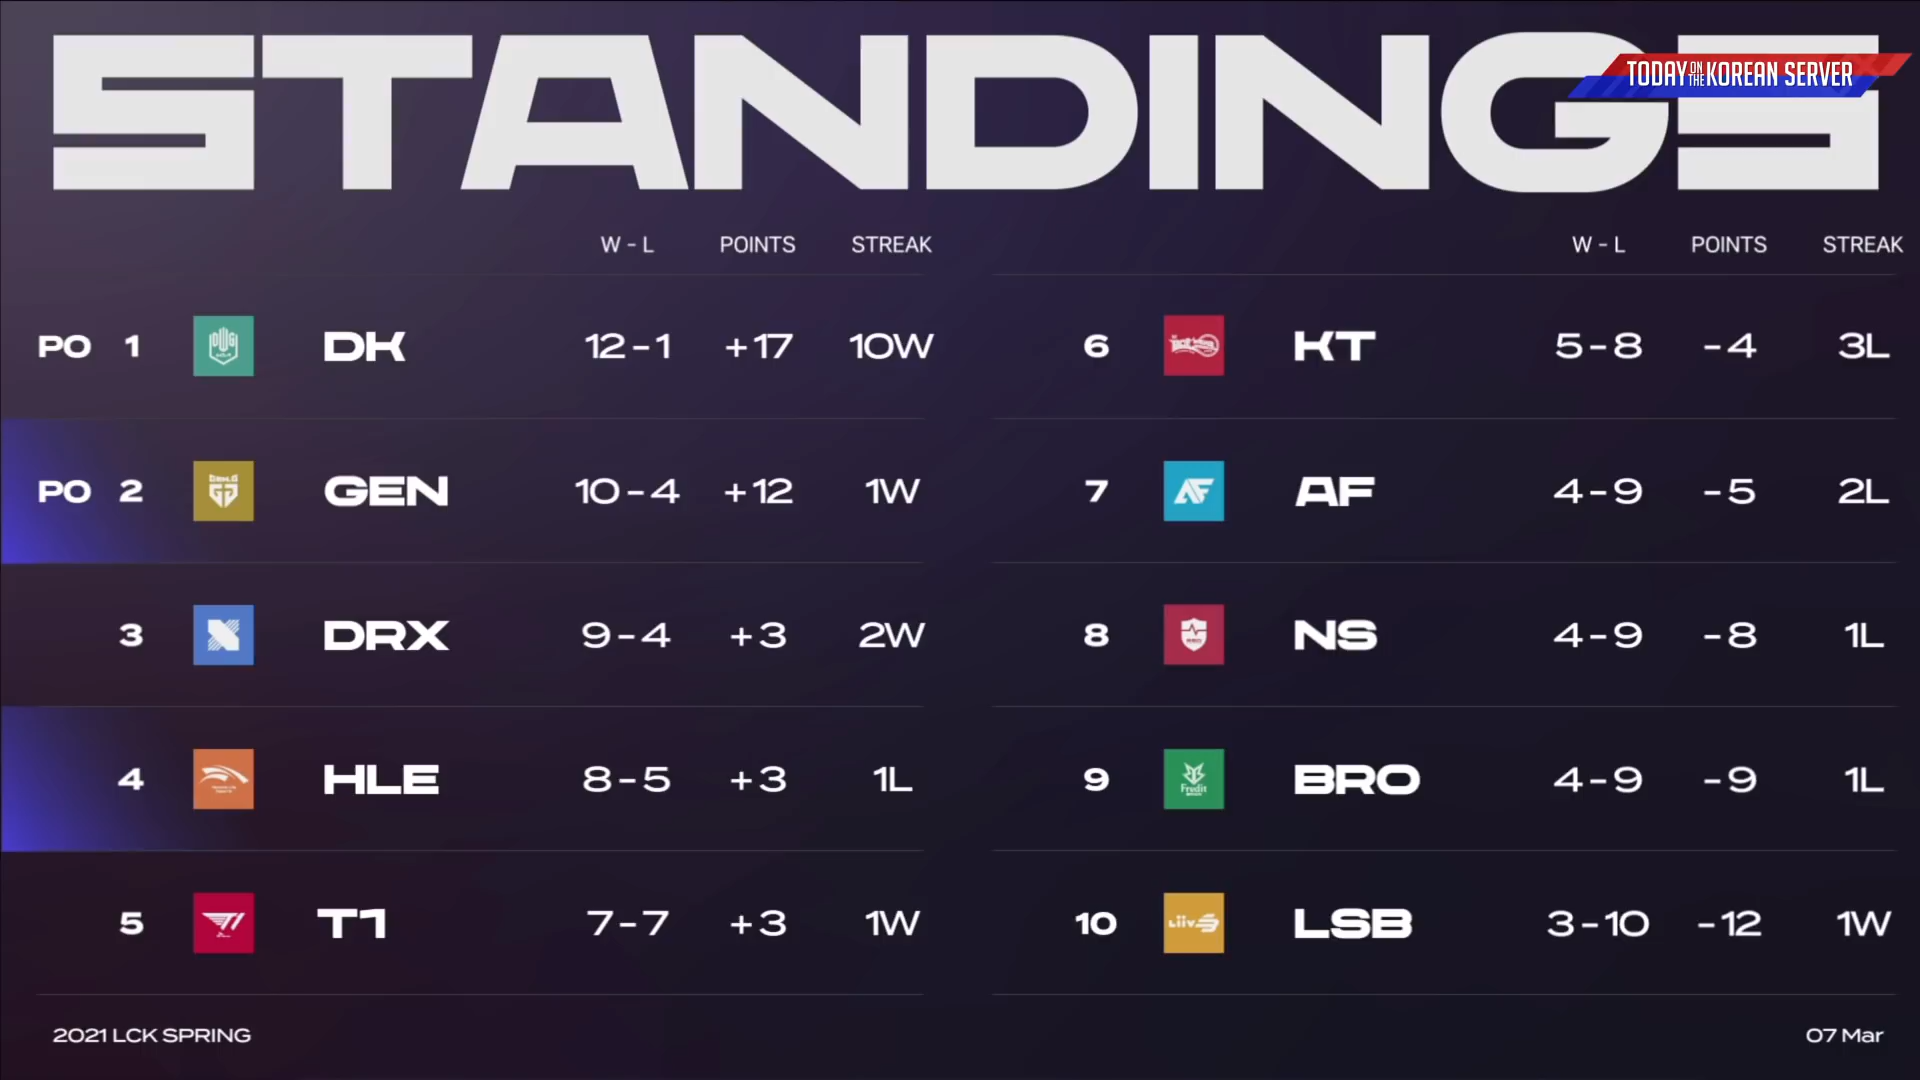 STANDINGS
TODAY ON THE KOREAN SERVER
W - L POINTS STREAK
PO 1 DK 12 - 1 +17 10W
PO 2 GEN 10 - 4 +12 1W
3 DRX 9 - 4 +3 2W
4 HLE 8 - 5 +3 1L
5 T1 7 - 7 +3 1W
W - L POINTS STREAK
6 KT 5 - 8 -4 3L
7 AF 4 - 9 -5 2L
8 NS 4 - 9 -8 1L
9 Fredit BRO 4 - 9 -9 1L
10 Liiv LSB 3 - 10 -12 1W
2021 LCK SPRING
07 Mar